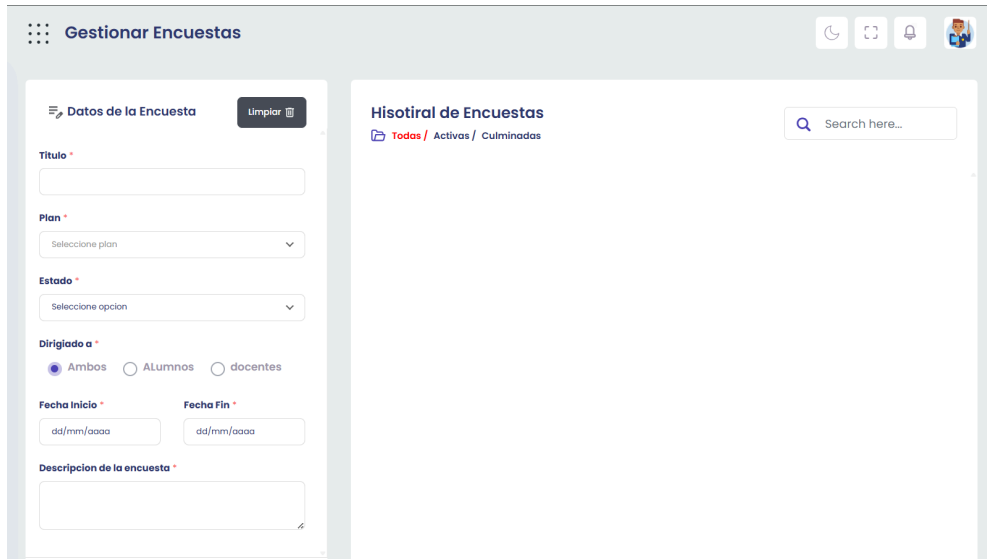 Gestionar Encuestas
Datos de la Encuesta
Limpiar
Titulo *
Plan *
Seleccione plan
Estado *
Seleccione opcion
Dirigiado a *
Ambos ALumnos docentes
Fecha Inicio * Fecha Fin *
dd/mm/aaaa dd/mm/aaaa
Descripcion de la encuesta *
Hisotiral de Encuestas
Todas / Activas / Culminadas
Search here...